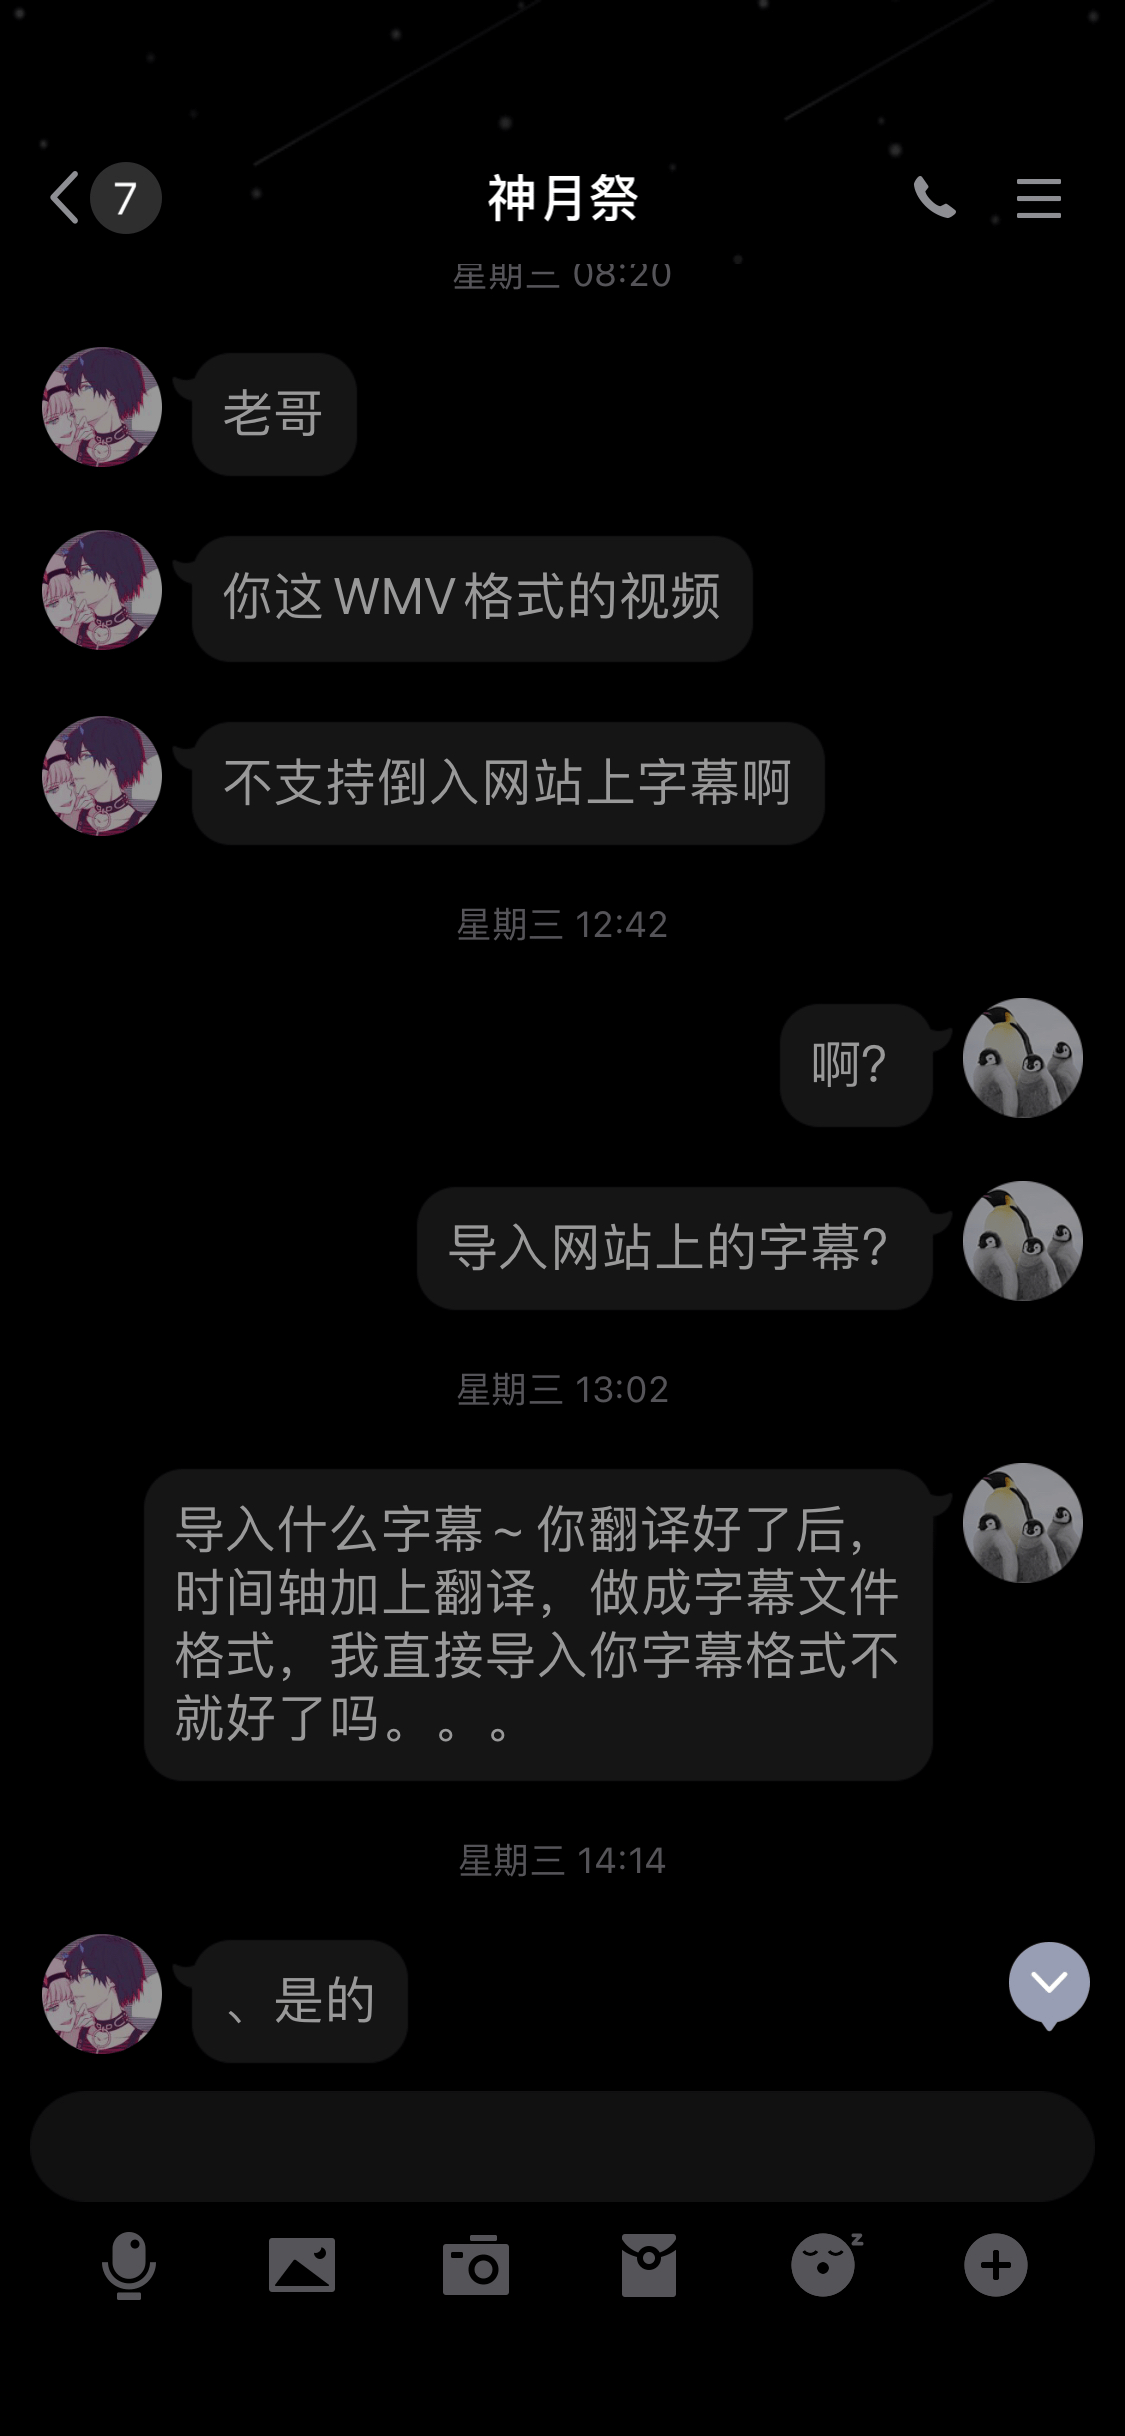 7
神月祭
星期三 08:20
老哥
你这WMV格式的视频
不支持倒入网站上字幕啊
星期三 12:42
啊?
导入网站上的字幕?
星期三 13:02
导入什么字幕~你翻译好了后，
时间轴加上翻译，做成字幕文件
格式，我直接导入你字幕格式不
就好了吗。。。
星期三 14:14
、是的